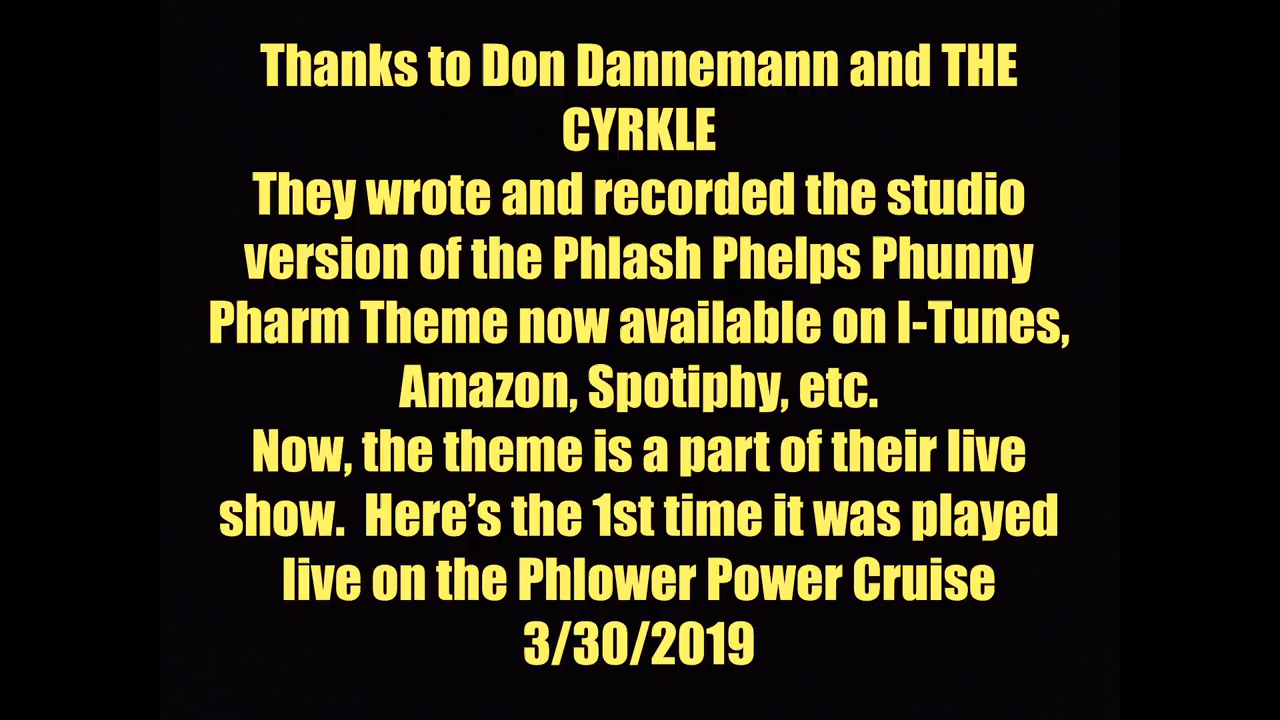 Thanks to Don Dannemann and THE
CYRKLE
They wrote and recorded the studio
version of the Phlash Phelps Phunny
Pharm Theme now available on I-Tunes,
Amazon, Spotiphy, etc.
Now, the theme is a part of their live
show.  Here’s the 1st time it was played
live on the Phlower Power Cruise
3/30/2019